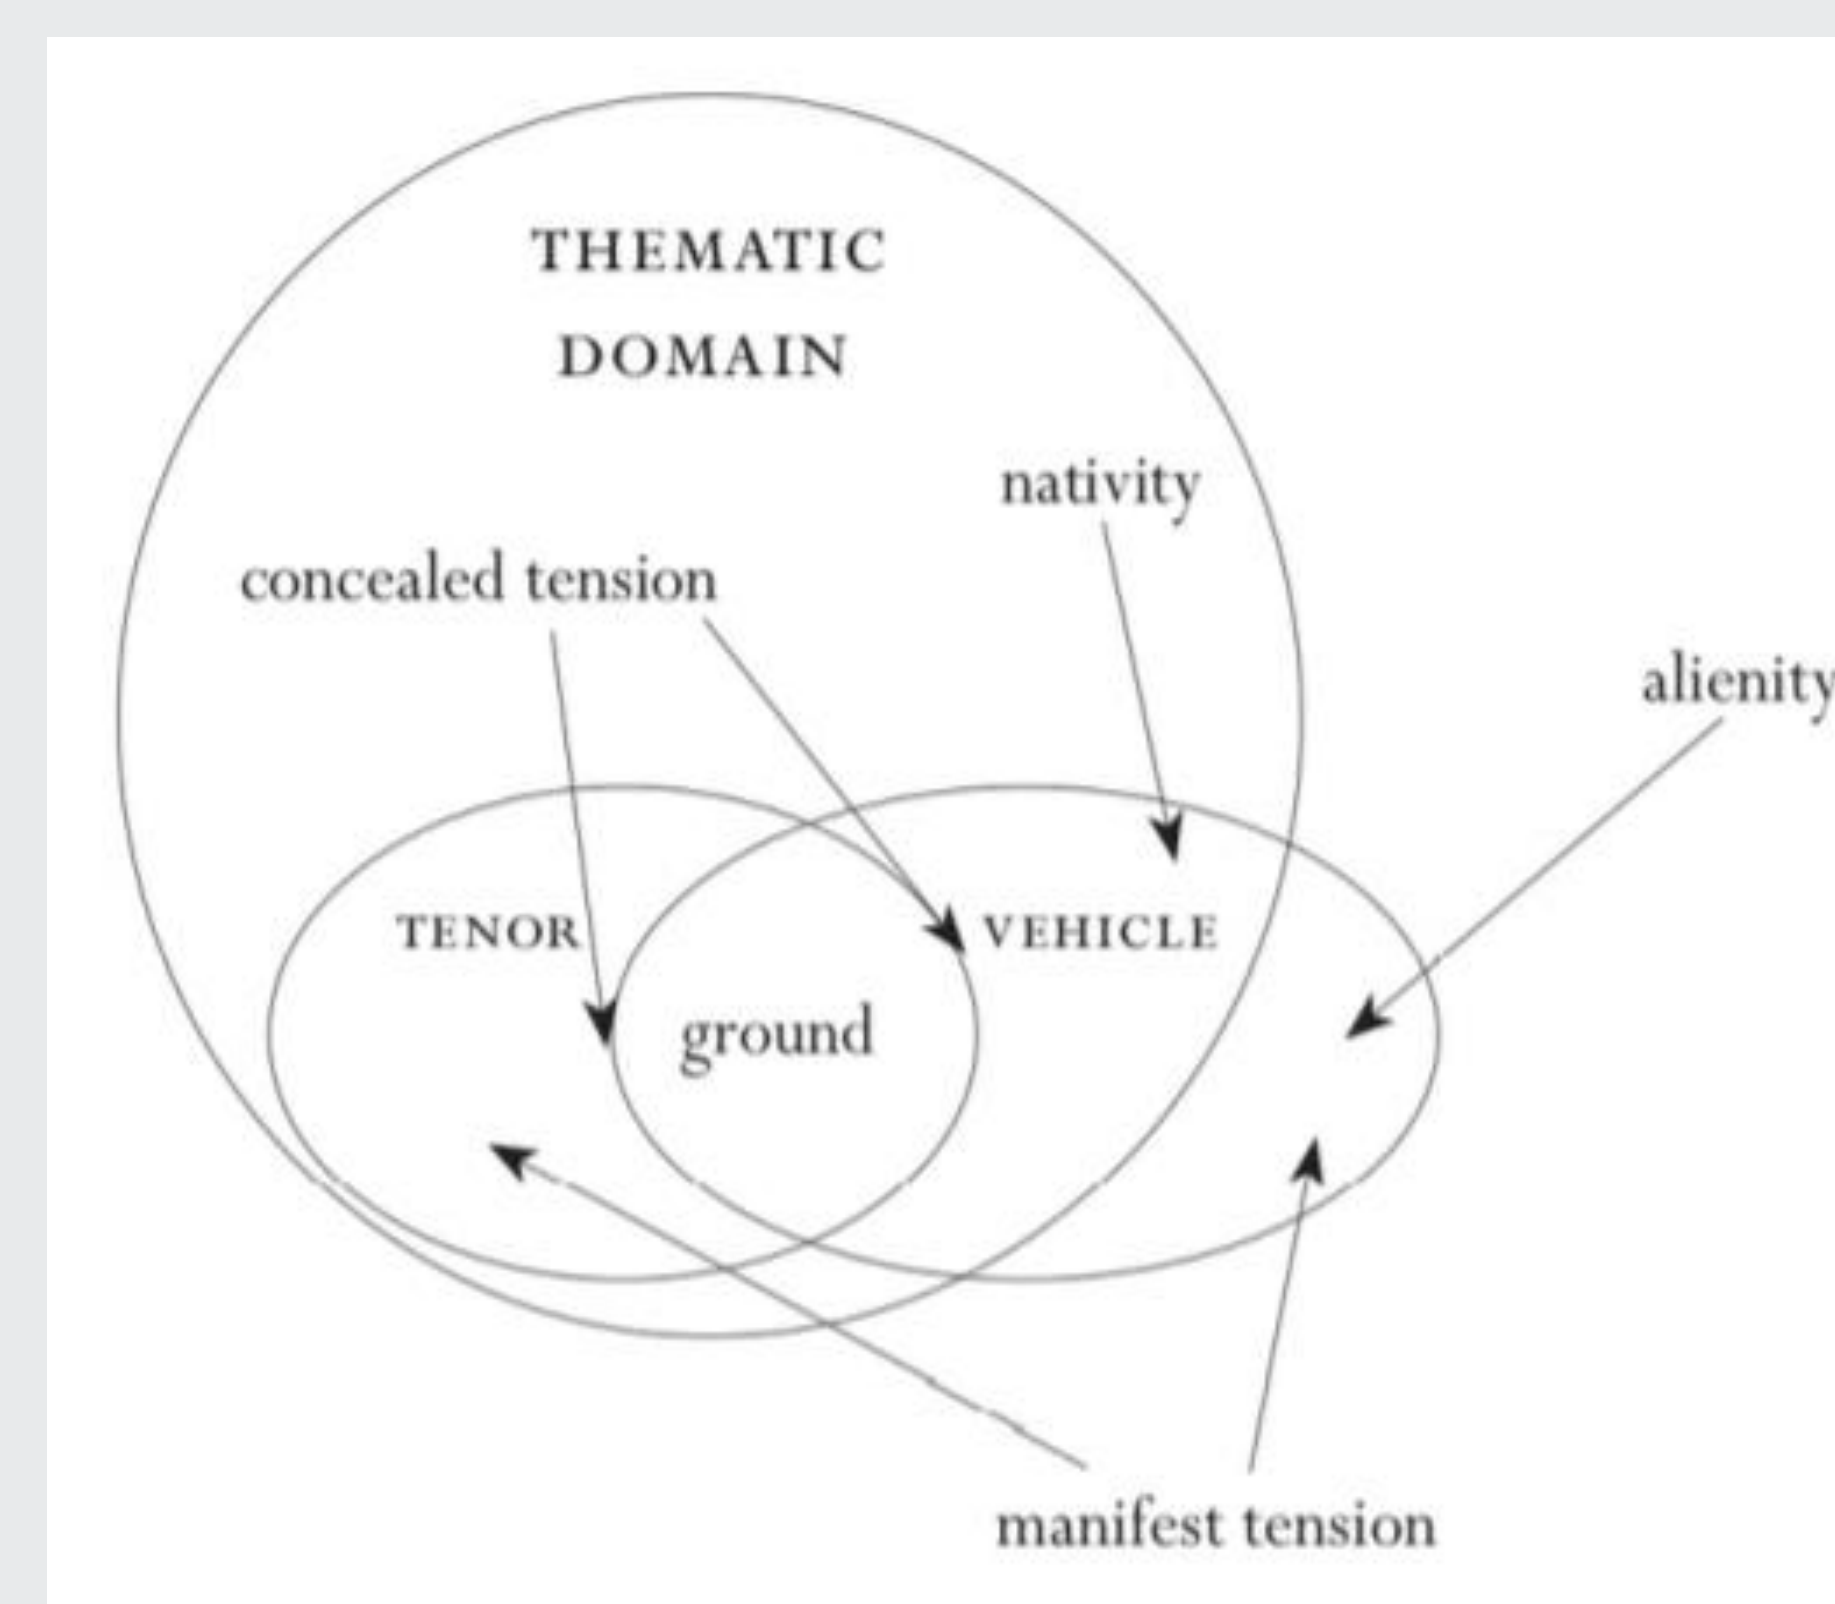 THEMATIC
DOMAIN
nativity
concealed tension
alienity
TENOR
VEHICLE
ground
manifest tension